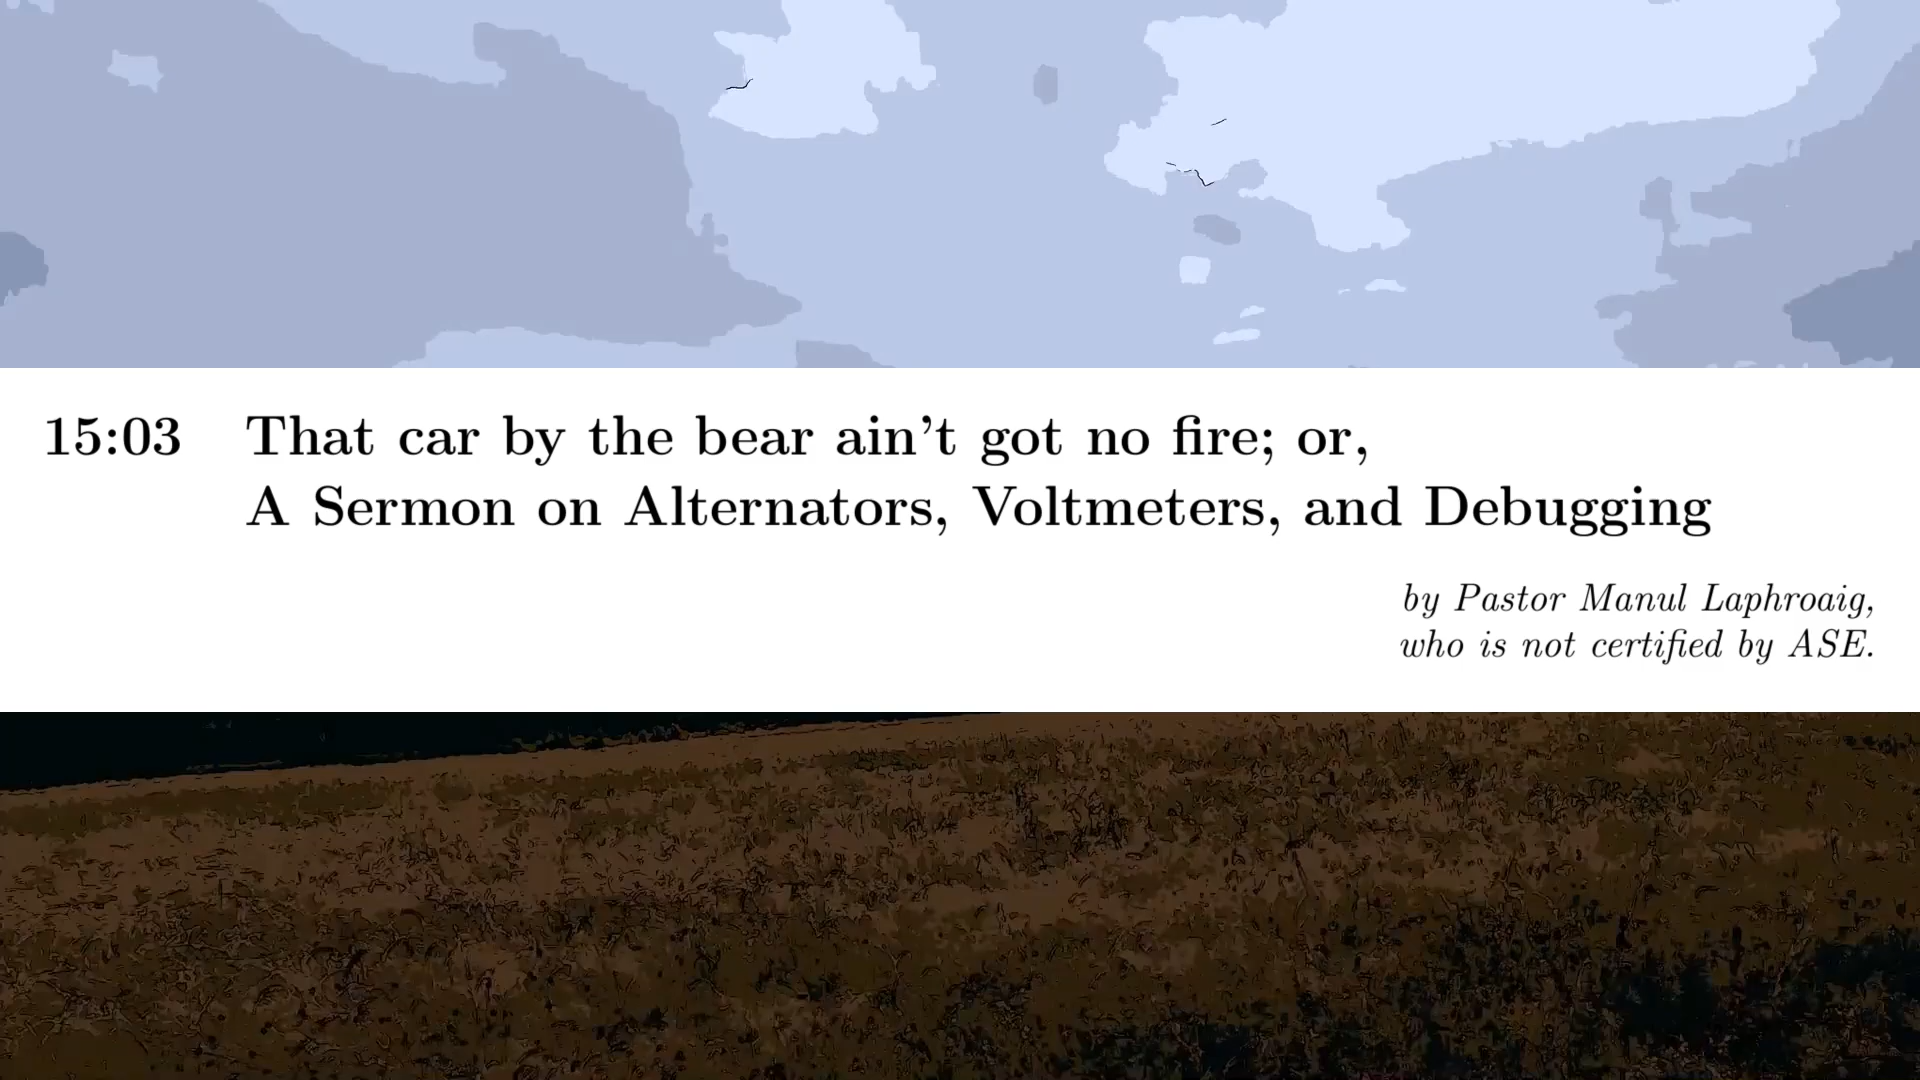 15:03 That car by the bear ain't got no fire; or,
A Sermon on Alternators, Voltmeters, and Debugging
by Pastor Manul Laphroaig,
who is not certified by ASE.